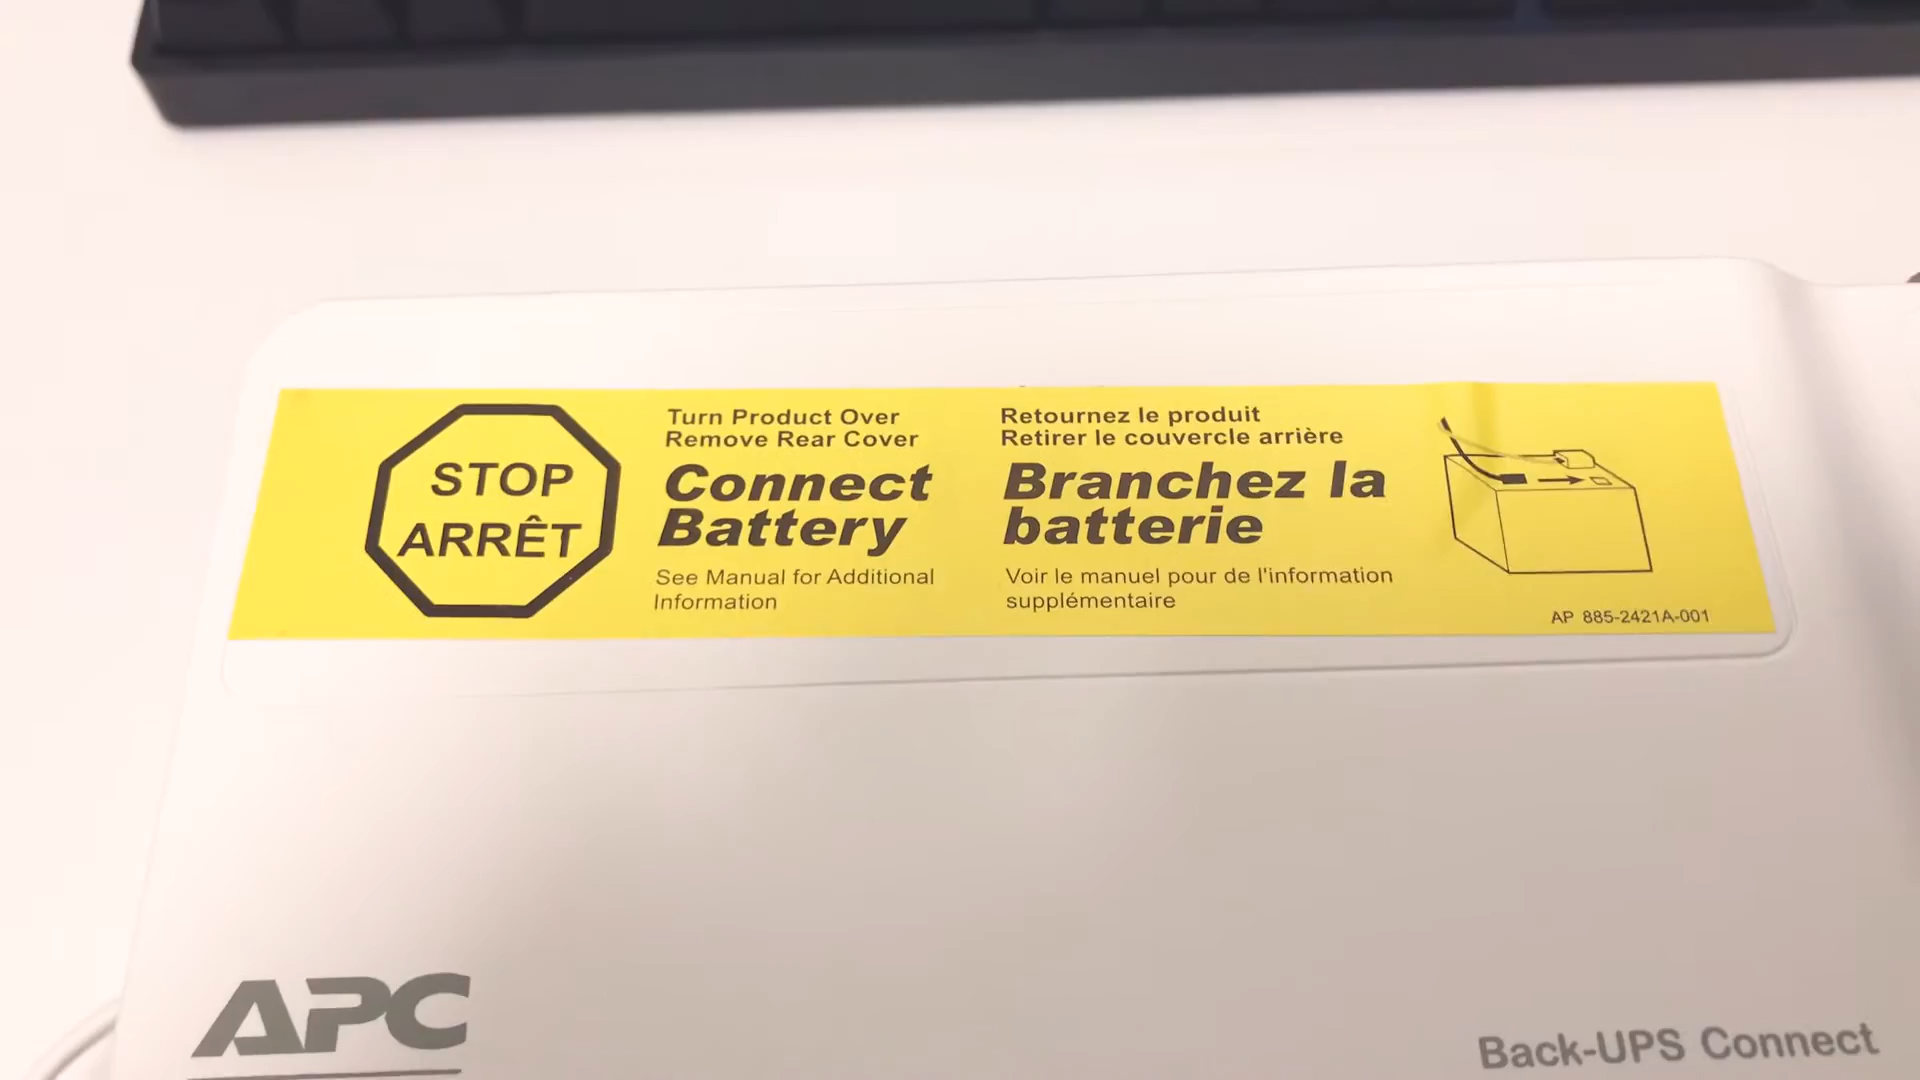 STOP
ARRÊT
Turn Product Over
Remove Rear Cover
Connect
Battery
See Manual for Additional
Information
Retournez le produit
Retirer le couvercle arrière
Branchez la
batterie
Voir le manuel pour de l'information
supplémentaire
AP 885-2421A-001
APC
Back-UPS Connect